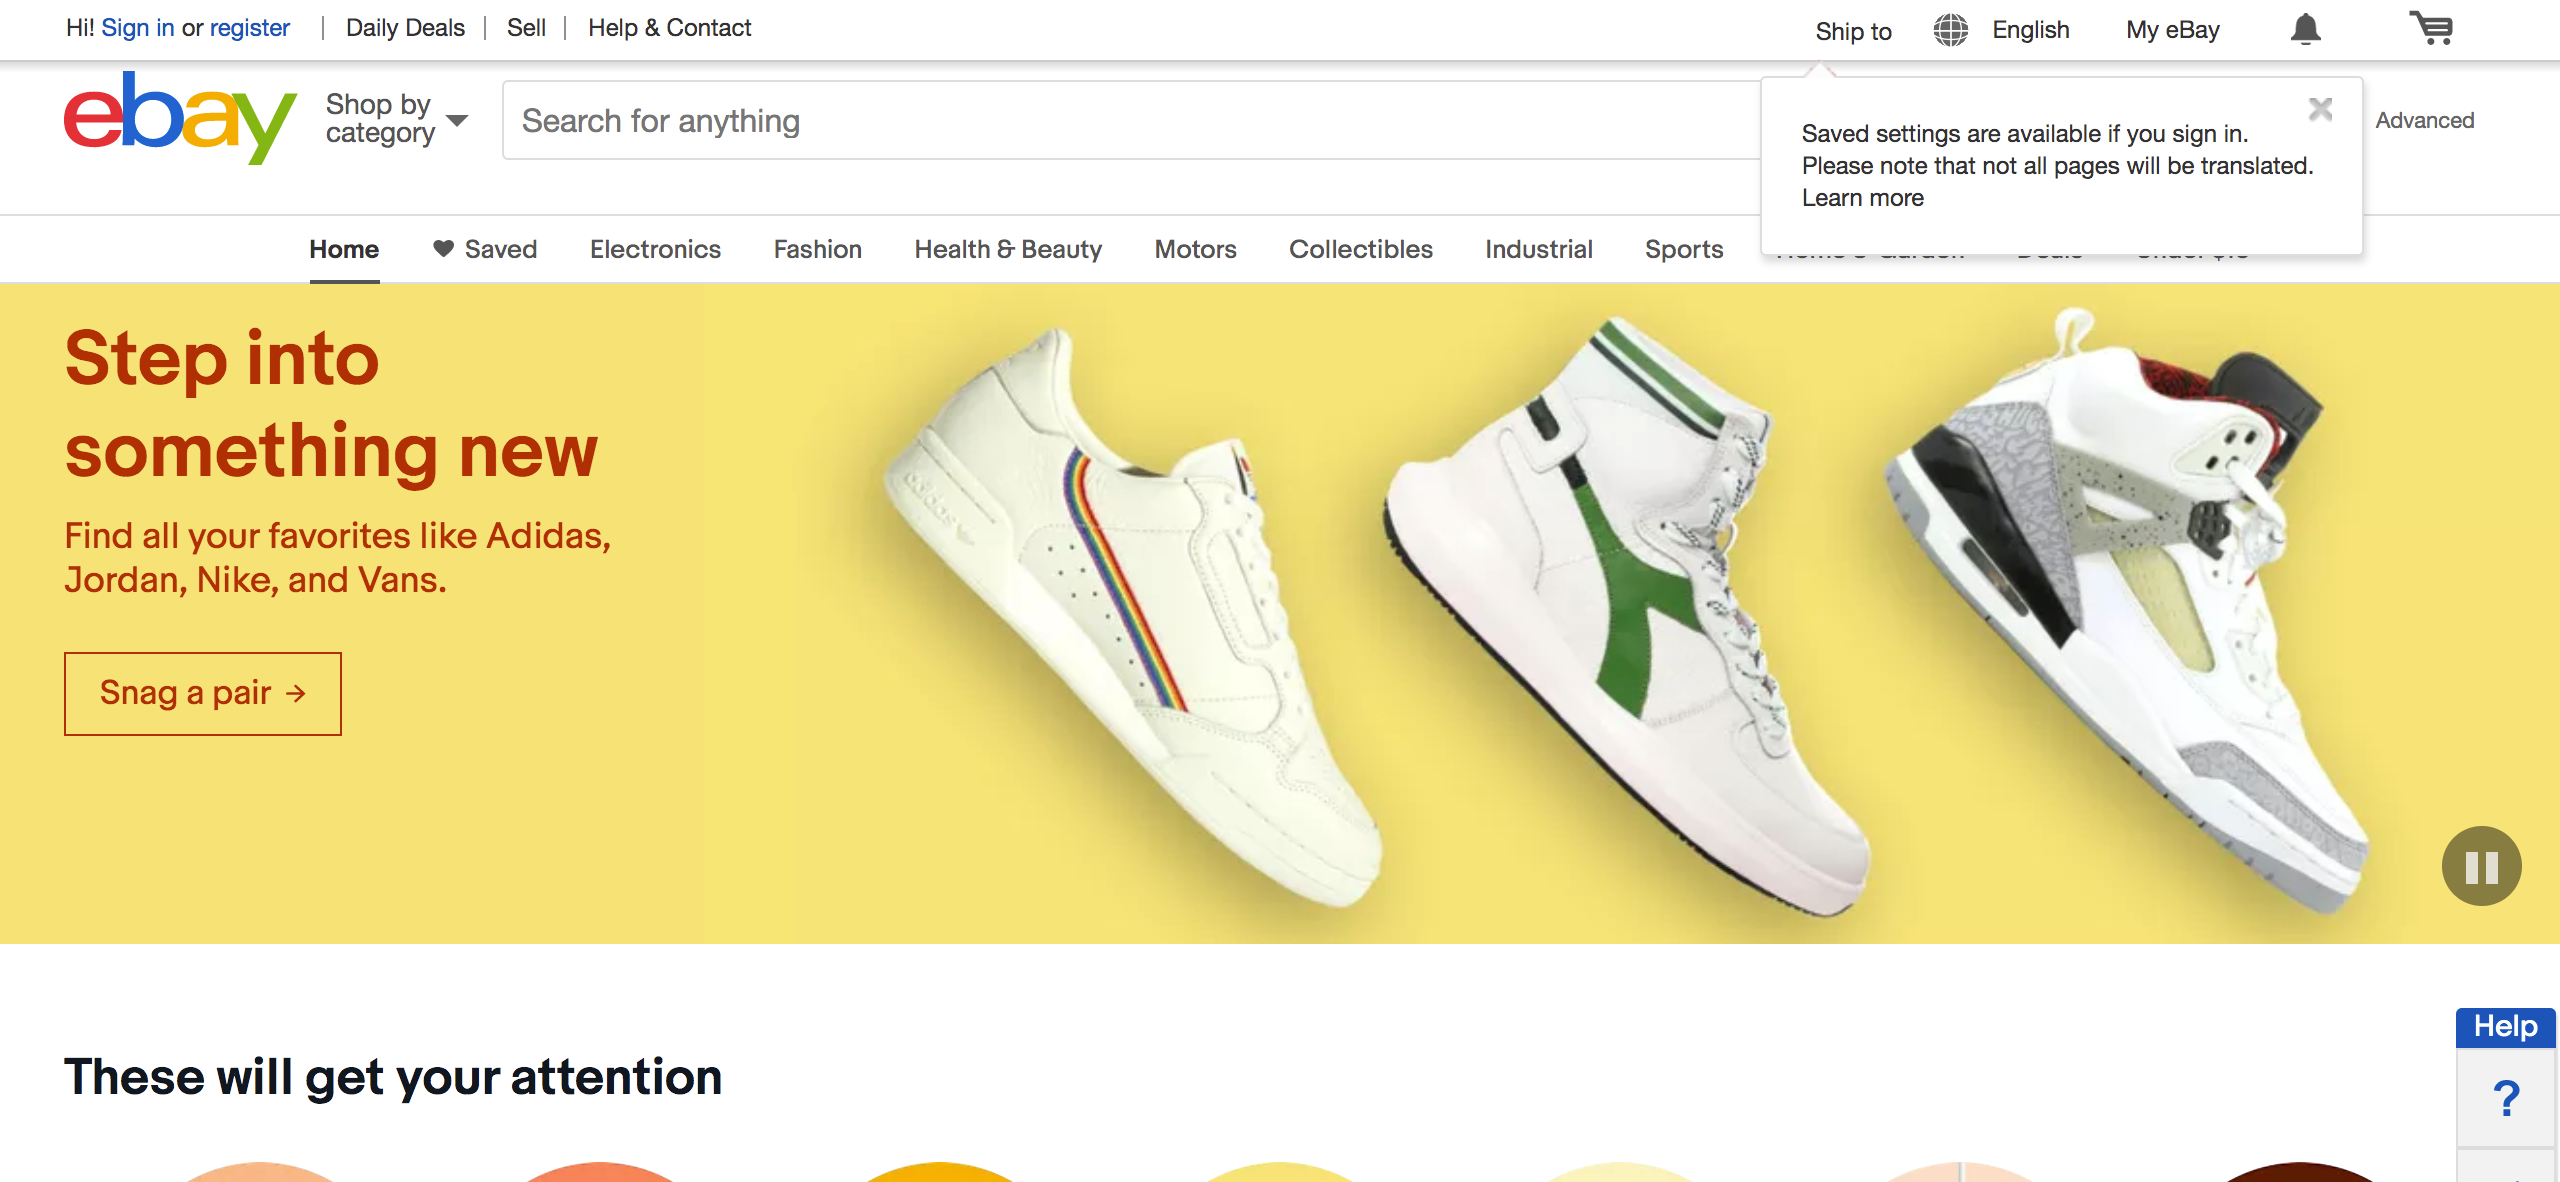 Hi! Sign in or register
Daily Deals
Sell
Help & Contact
Ship to
English
My eBay
ebay
Shop by
category
Search for anything
Advanced
Saved settings are available if you sign in.
Please note that not all pages will be translated.
Learn more
Home
Saved
Electronics
Fashion
Health & Beauty
Motors
Collectibles
Industrial
Sports
Step into
something new
Find all your favorites like Adidas,
Jordan, Nike, and Vans.
Snag a pair →
adidas
Help
?
These will get your attention